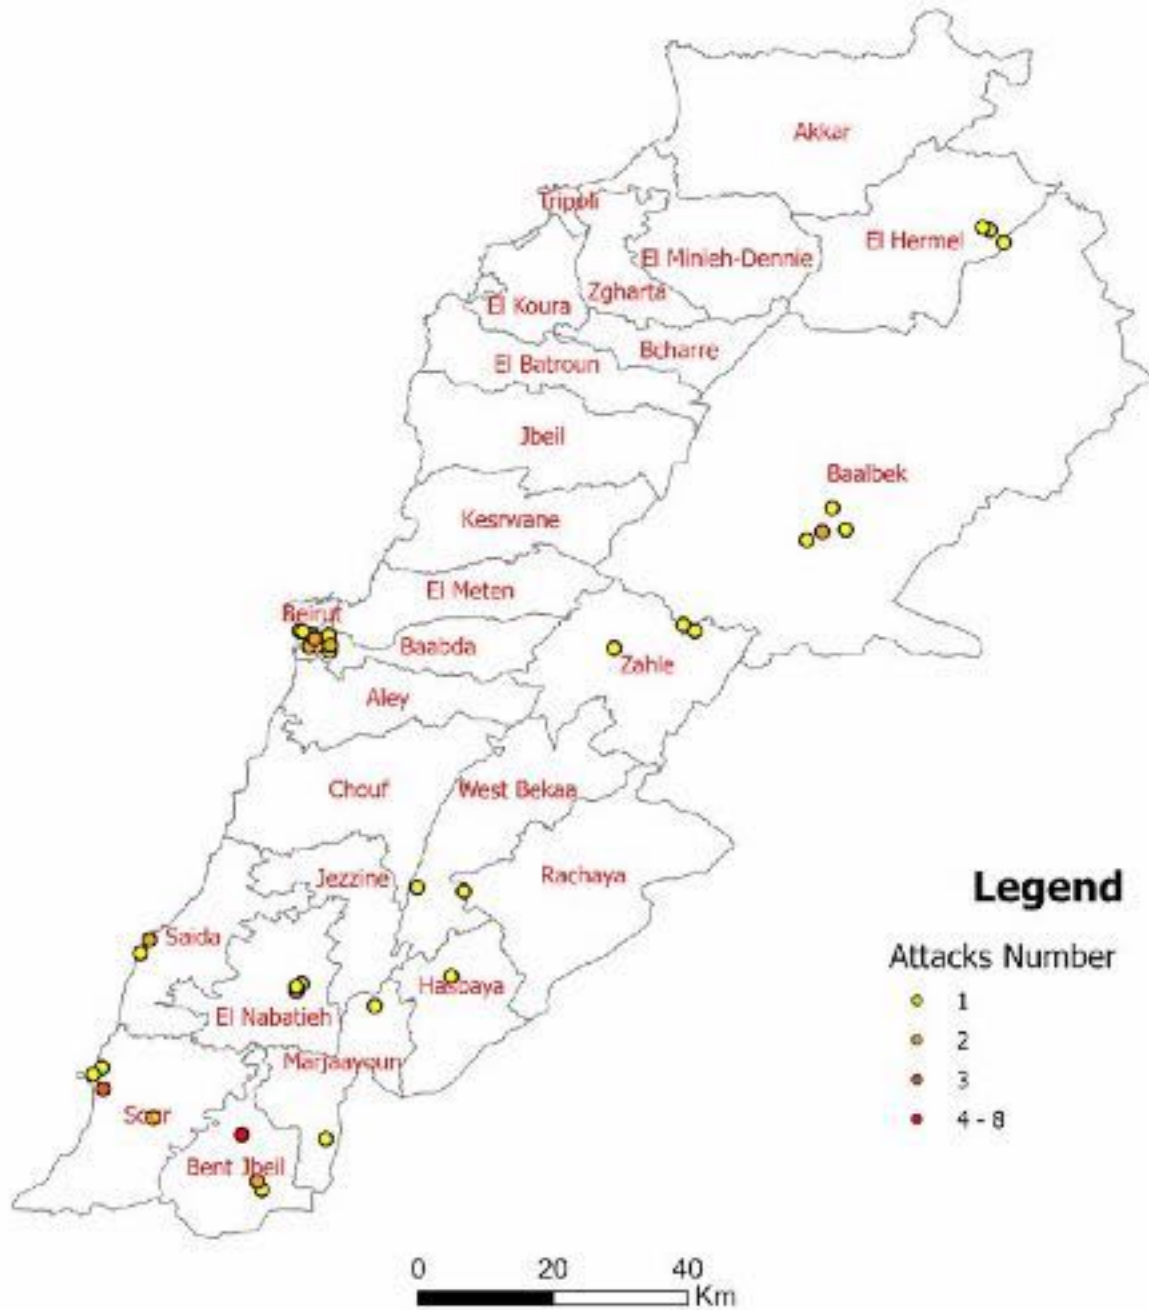 Akkar
Tripoli
El Hermel
El Minieh-Dennie
Zgharta
El Koura
Bcharre
El Batroun
Jbeil
Baalbek
Kesrwane
El Meten
Beirut
Baabda
Zahle
Aley
Chouf
West Bekaa
Jezzine
Rachaya
Legend
Saida
Attacks Number
Hasbaya
1
El Nabatieh
2
Marjaayoun
3
Sour
4 - 8
Bent Jbeil
0 20 40
Km